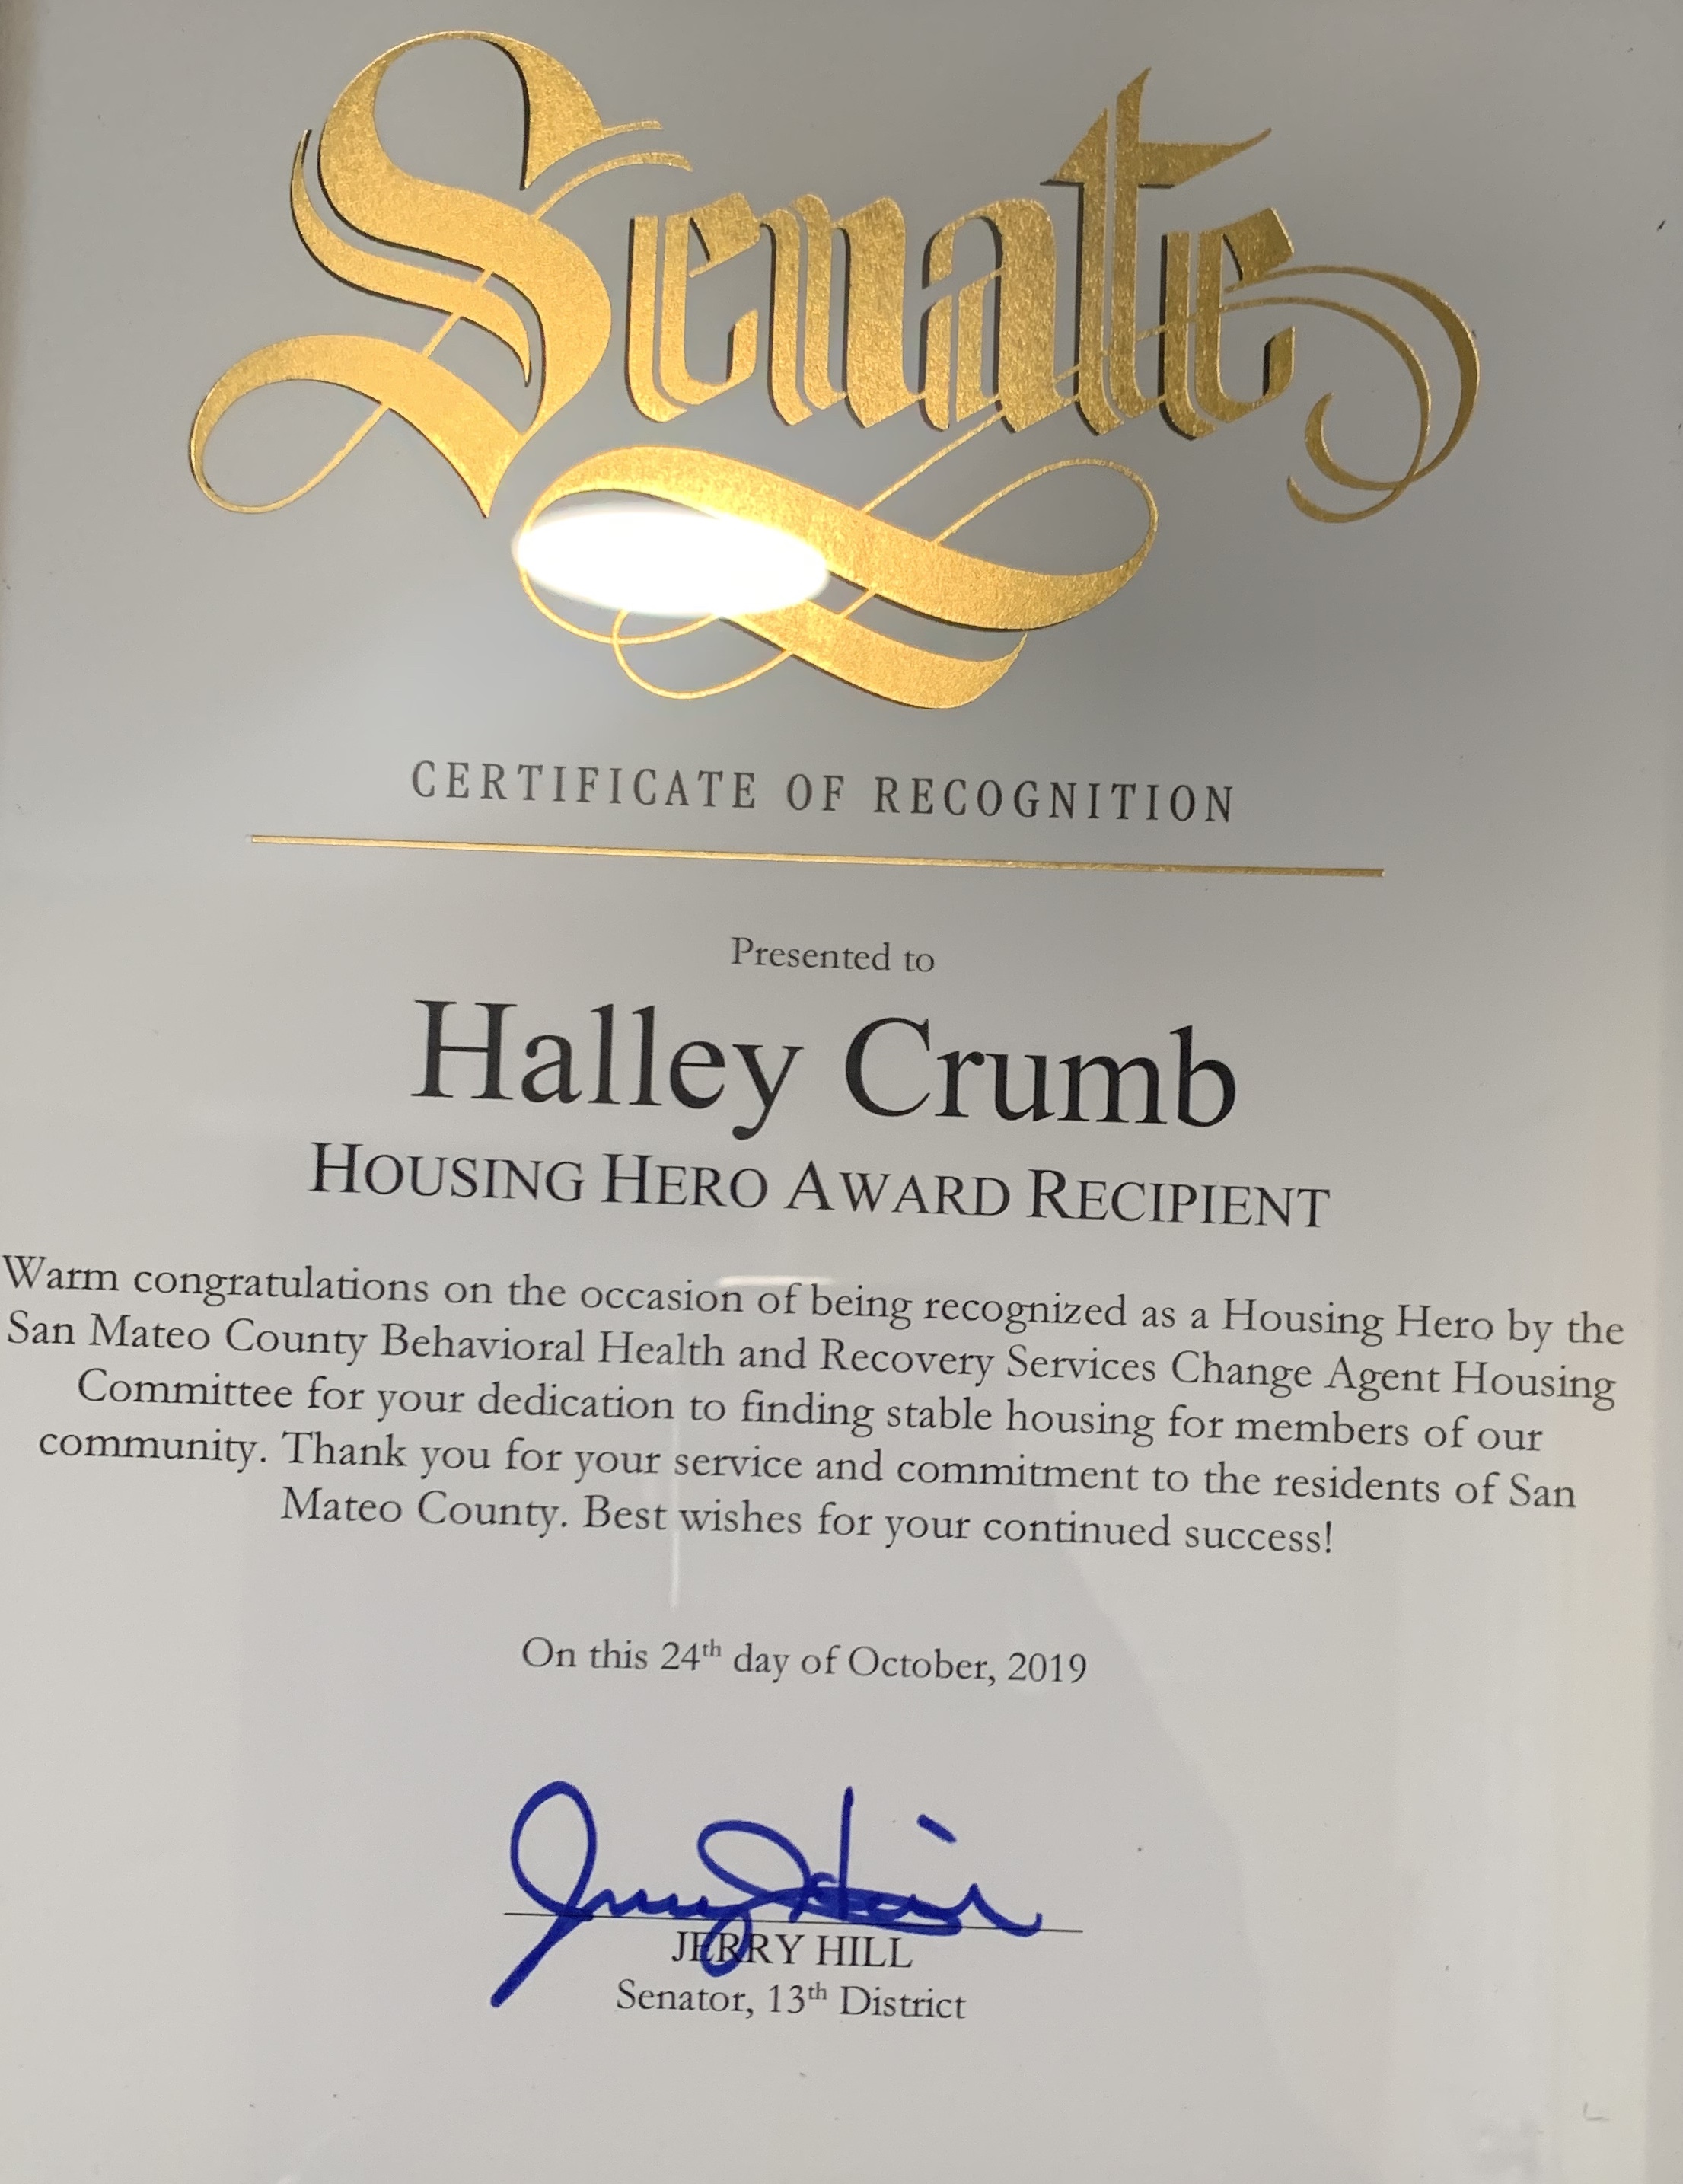 Senate
CERTIFICATE OF RECOGNITION
Presented to
Halley Crumb
HOUSING HERO AWARD RECIPIENT
Warm congratulations on the occasion of being recognized as a Housing Hero by the
San Mateo County Behavioral Health and Recovery Services Change Agent Housing
Committee for your dedication to finding stable housing for members of our
community. Thank you for your service and commitment to the residents of San
Mateo County. Best wishes for your continued success!
On this 24th day of October, 2019
Jerry Hill
JERRY HILL
Senator, 13th District